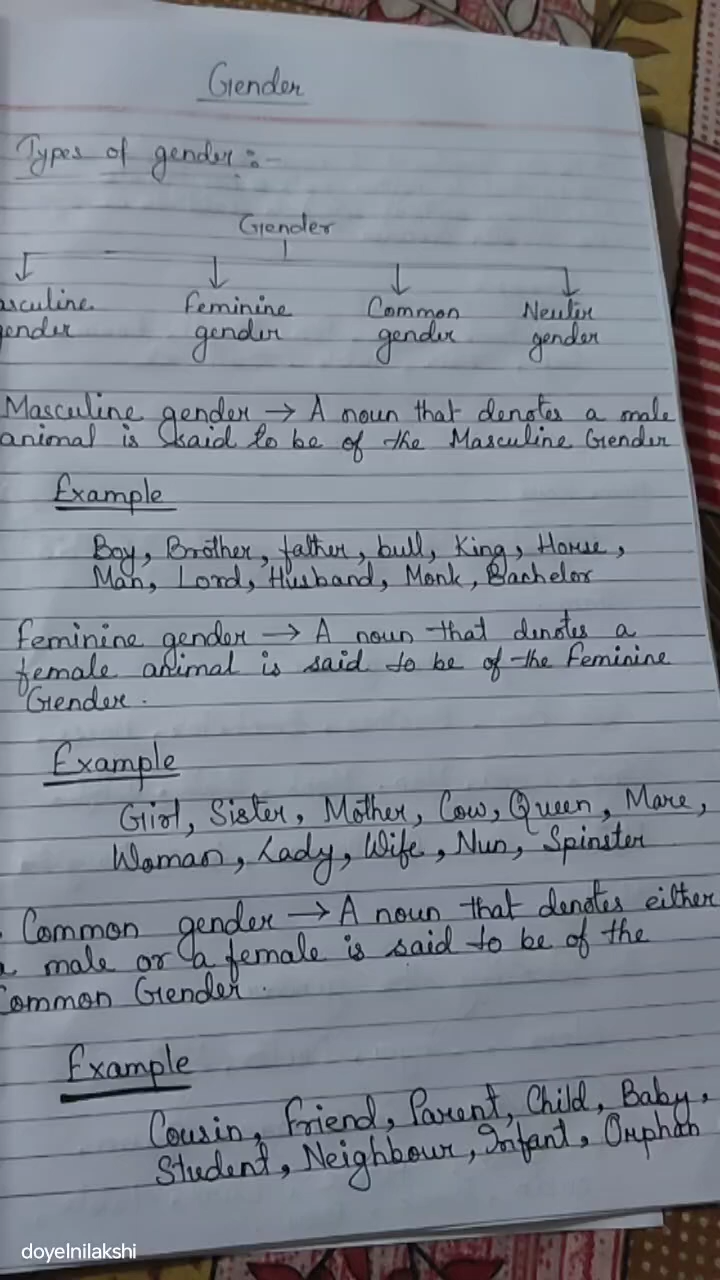 Gender
Types of gender :-
Gender
asculine Feminine Common Neuter
gender gender gender gender
Masculine gender → A noun that denotes a male
animal is said to be of the Masculine Gender
Example
Boy, Brother, father, bull, King, Horse,
Man, Lord, Husband, Monk, Bachelor
Feminine gender → A noun that denotes a
female animal is said to be of the Feminine
Gender.
Example
Girl, Sister, Mother, Cow, Queen, Mare,
Woman, Lady, Wife, Nun, Spinster
Common gender → A noun that denotes either
a male or a female is said to be of the
Common Gender.
Example
Cousin, Friend, Parent, Child, Baby,
Student, Neighbour, Infant, Orphan
doyelnilakshi